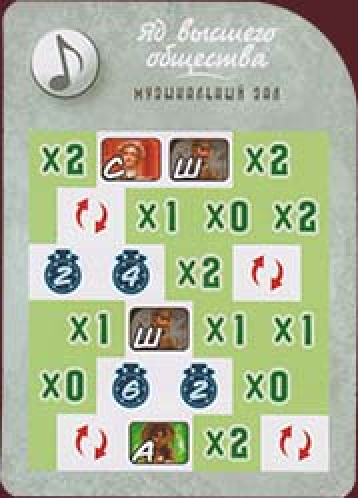 Яд высшего
общества
МУЗЫКАЛЬНЫЙ ЗАЛ
X2 С Ш X2
X1 X0 X2
2 4 X2
X1 Ш X1 X1
X0 6 2 X0
А X2